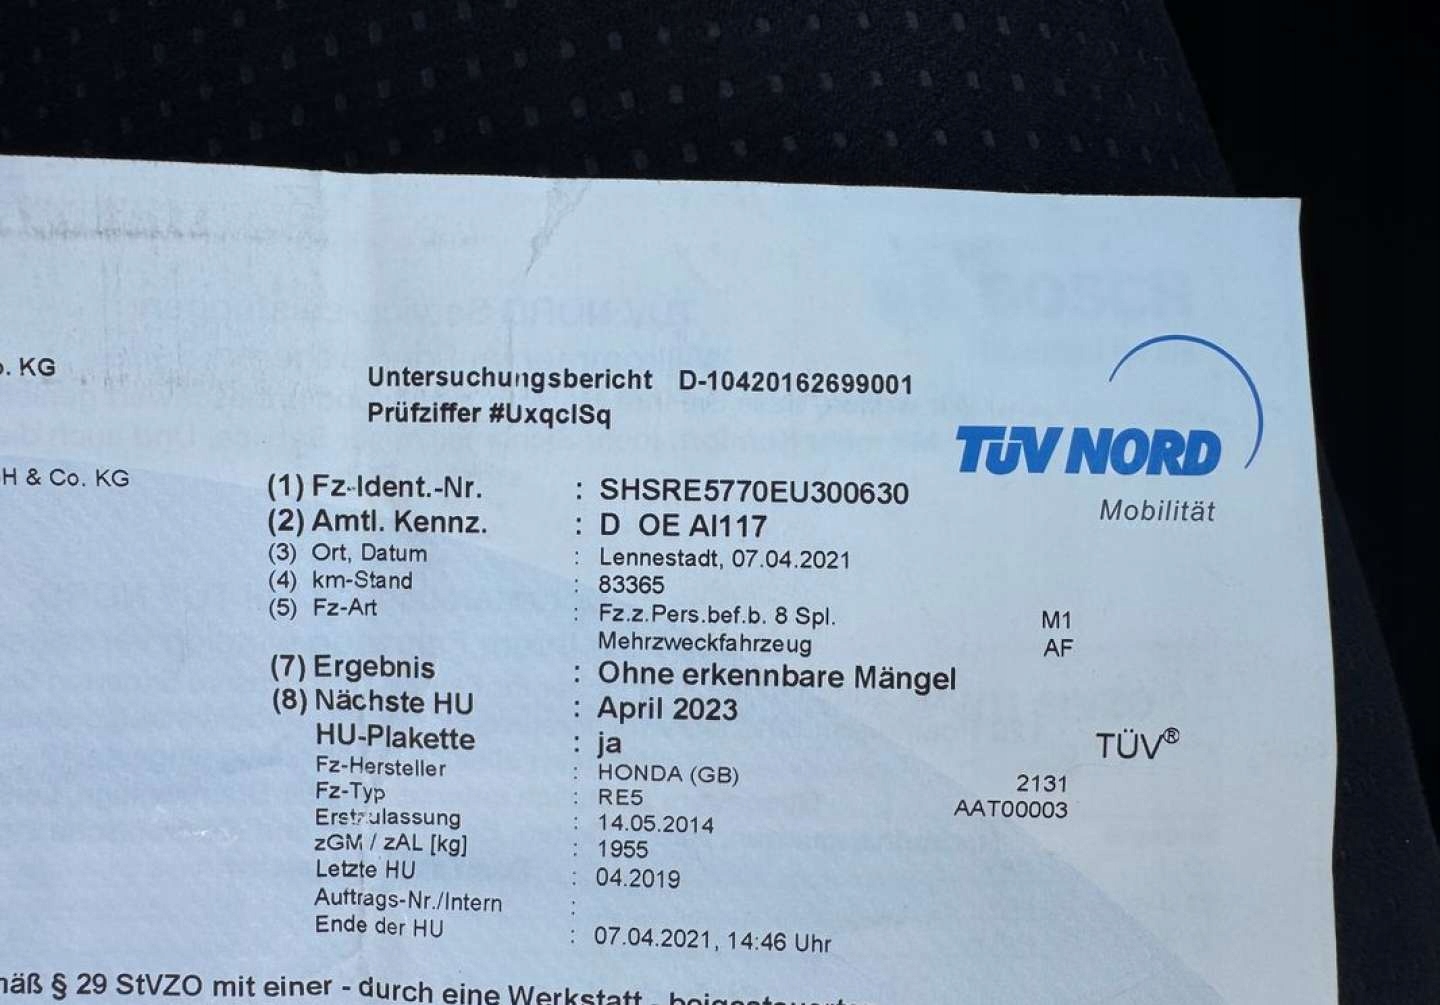 . KG
Untersuchungsbericht D-10420162699001
Prüfziffer #UxqclSq
TÜV NORD
Mobilität
H & Co. KG
(1) Fz-Ident.-Nr. : SHSRE5770EU300630
(2) Amtl. Kennz. : D OE AI117
(3) Ort, Datum : Lennestadt, 07.04.2021
(4) km-Stand : 83365
(5) Fz-Art : Fz.z.Pers.bef.b. 8 Spl. M1
Mehrzweckfahrzeug AF
(7) Ergebnis : Ohne erkennbare Mängel
(8) Nächste HU : April 2023
HU-Plakette : ja TÜV®
Fz-Hersteller : HONDA (GB) 2131
Fz-Typ : RE5 AAT00003
Erstzulassung : 14.05.2014
zGM / zAL [kg] : 1955
Letzte HU : 04.2019
Auftrags-Nr./Intern :
Ende der HU : 07.04.2021, 14:46 Uhr
mäß § 29 StVZO mit einer - durch eine Werkstatt -